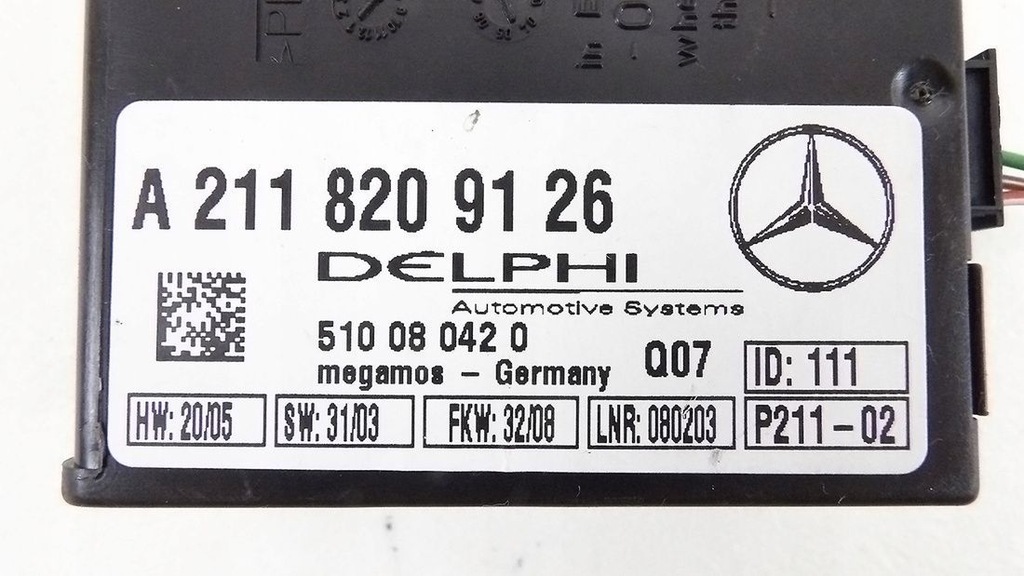 A 211 820 91 26
DELPHI
Automotive Systems
510 08 042 0
megamos - Germany
Q07
ID: 111
HW: 20/05
SW: 31/03
FKW: 32/08
LNR: 080203
P211-02